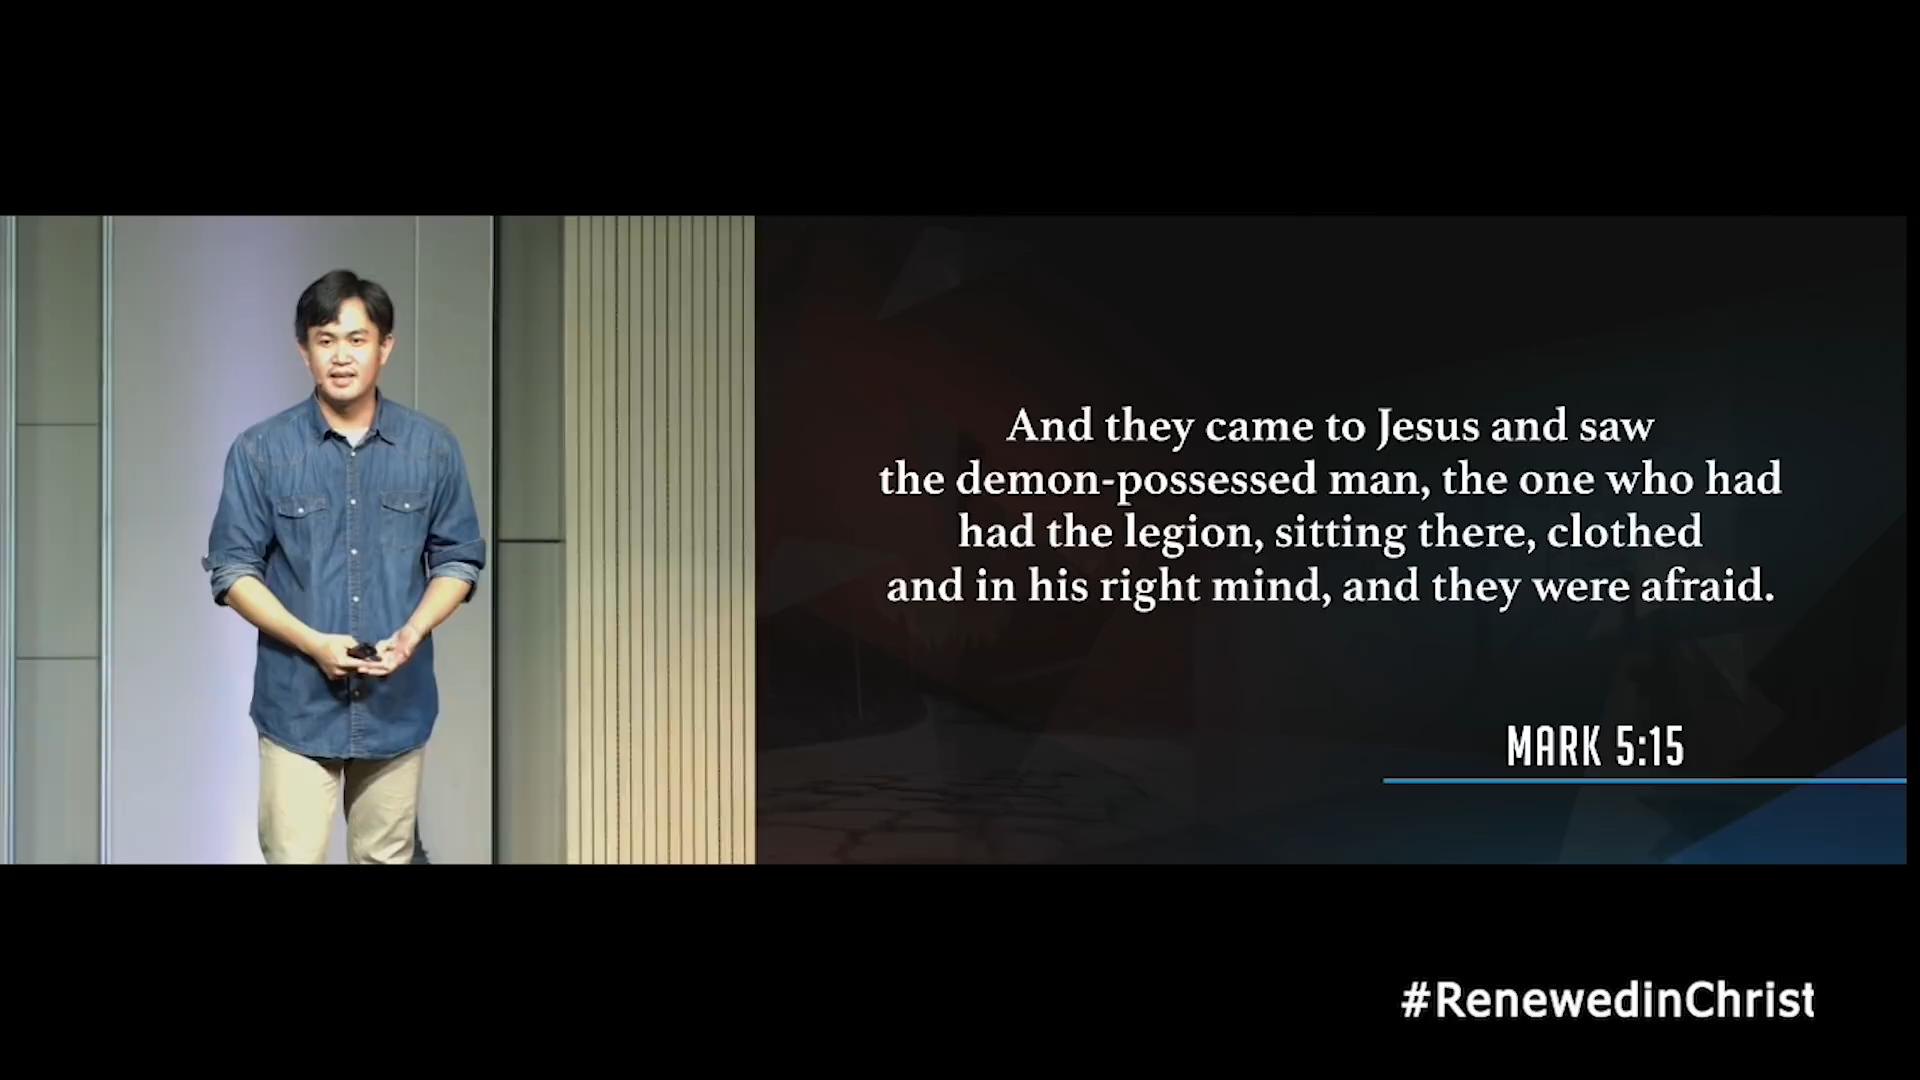 And they came to Jesus and saw
the demon-possessed man, the one who had
had the legion, sitting there, clothed
and in his right mind, and they were afraid.
MARK 5:15
#RenewedinChrist